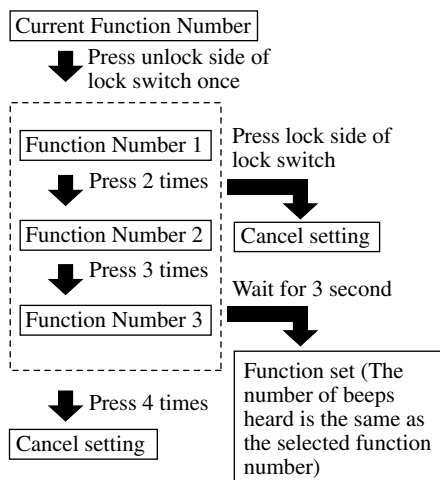 Current Function Number
Press unlock side of
lock switch once
Function Number 1
Press lock side of
lock switch
Press 2 times
Function Number 2
Cancel setting
Press 3 times
Wait for 3 second
Function Number 3
Function set (The
number of beeps
heard is the same as
the selected function
number)
Press 4 times
Cancel setting